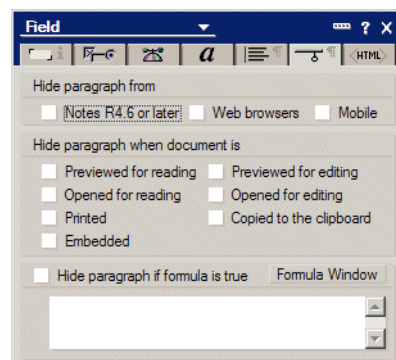 Field ?
a <HTML>
Hide paragraph from
Notes R4.6 or later Web browsers Mobile
Hide paragraph when document is
Previewed for reading Previewed for editing
Opened for reading Opened for editing
Printed Copied to the clipboard
Embedded
Hide paragraph if formula is true Formula Window